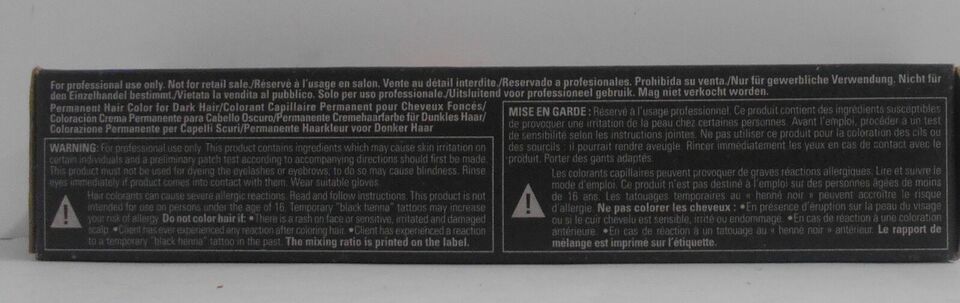 For professional use only. Not for retail sale./Réservé à l'usage en salon. Vente au détail interdite./Reservado a profesionales. Prohibida su venta./Nur für gewerbliche Verwendung. Nicht für
den Einzelhandel bestimmt./Vietata la vendita al pubblico. Solo per uso professionale./Uitsluitend voor professioneel gebruik. Mag niet verkocht worden.
Permanent Hair Color for Dark Hair/Colorant Capillaire Permanent pour Cheveux Foncés/
Coloración Crema Permanente para Cabello Oscuro/Permanente Cremehaarfarbe für Dunkles Haar/
Colorazione Permanente per Capelli Scuri/Permanente Haarkleur voor Donker Haar
WARNING: For professional use only. This product contains ingredients which may cause skin irritation on
certain individuals and a preliminary patch test according to accompanying directions should first be made.
This product must not be used for dyeing the eyelashes or eyebrows; to do so may cause blindness. Rinse
eyes immediately if product comes into contact with them. Wear suitable gloves.
Hair colorants can cause severe allergic reactions. Read and follow instructions. This product is not
intended for use on persons under the age of 16. Temporary "black henna" tattoos may increase
your risk of allergy. Do not color hair if: •There is a rash on face or sensitive, irritated and damaged
scalp. •Client has ever experienced any reaction after coloring hair. •Client has experienced a reaction
to a temporary "black henna" tattoo in the past. The mixing ratio is printed on the label.
MISE EN GARDE : Réservé à l'usage professionnel. Ce produit contient des ingrédients susceptibles
de provoquer une irritation de la peau chez certaines personnes. Avant l'emploi, procéder à un test
de sensibilité selon les instructions jointes. Ne pas utiliser ce produit pour la coloration des cils ou
des sourcils : il pourrait rendre aveugle. Rincer immédiatement les yeux en cas de contact avec le
produit. Porter des gants adaptés.
Les colorants capillaires peuvent provoquer de graves réactions allergiques. Lire et suivre le
mode d'emploi. Ce produit n'est pas destiné à l'emploi sur des personnes âgées de moins
de 16 ans. Les tatouages temporaires au « henné noir » peuvent accroître le risque
d'allergie. Ne pas colorer les cheveux : •En présence d'éruption sur la peau du visage
ou si le cuir chevelu est sensible, irrité ou endommagé. •En cas de réaction à une coloration
antérieure. •En cas de réaction à un tatouage au « henné noir » antérieur. Le rapport de
mélange est imprimé sur l'étiquette.